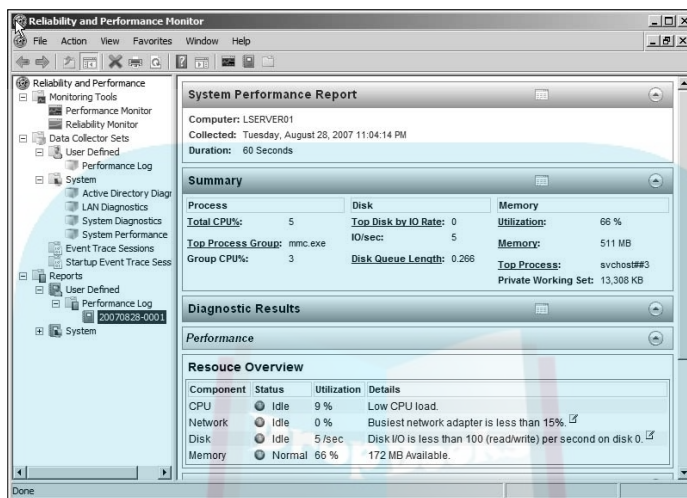 Reliability and Performance Monitor
File Action View Favorites Window Help
Reliability and Performance
Monitoring Tools
Performance Monitor
Reliability Monitor
Data Collector Sets
User Defined
Performance Log
System
Active Directory Diagr
LAN Diagnostics
System Diagnostics
System Performance
Event Trace Sessions
Startup Event Trace Sess
Reports
User Defined
Performance Log
20070828-0001
System
System Performance Report
Computer: LSERVER01
Collected: Tuesday, August 28, 2007 11:04:14 PM
Duration: 60 Seconds
Summary
Process Disk Memory
Total CPU%: 5 Top Disk by IO Rate: 0 Utilization: 66 %
IO/sec: 5
Top Process Group: mmc.exe Memory: 511 MB
Group CPU%: 3 Disk Queue Length: 0.266 Top Process: svchost##3
Private Working Set: 13,308 KB
Diagnostic Results
Performance
Resouce Overview
Component Status Utilization Details
CPU Idle 9 % Low CPU load.
Network Idle 0 % Busiest network adapter is less than 15%.
Disk Idle 5 /sec Disk I/O is less than 100 (read/write) per second on disk 0.
Memory Normal 66 % 172 MB Available.
Done